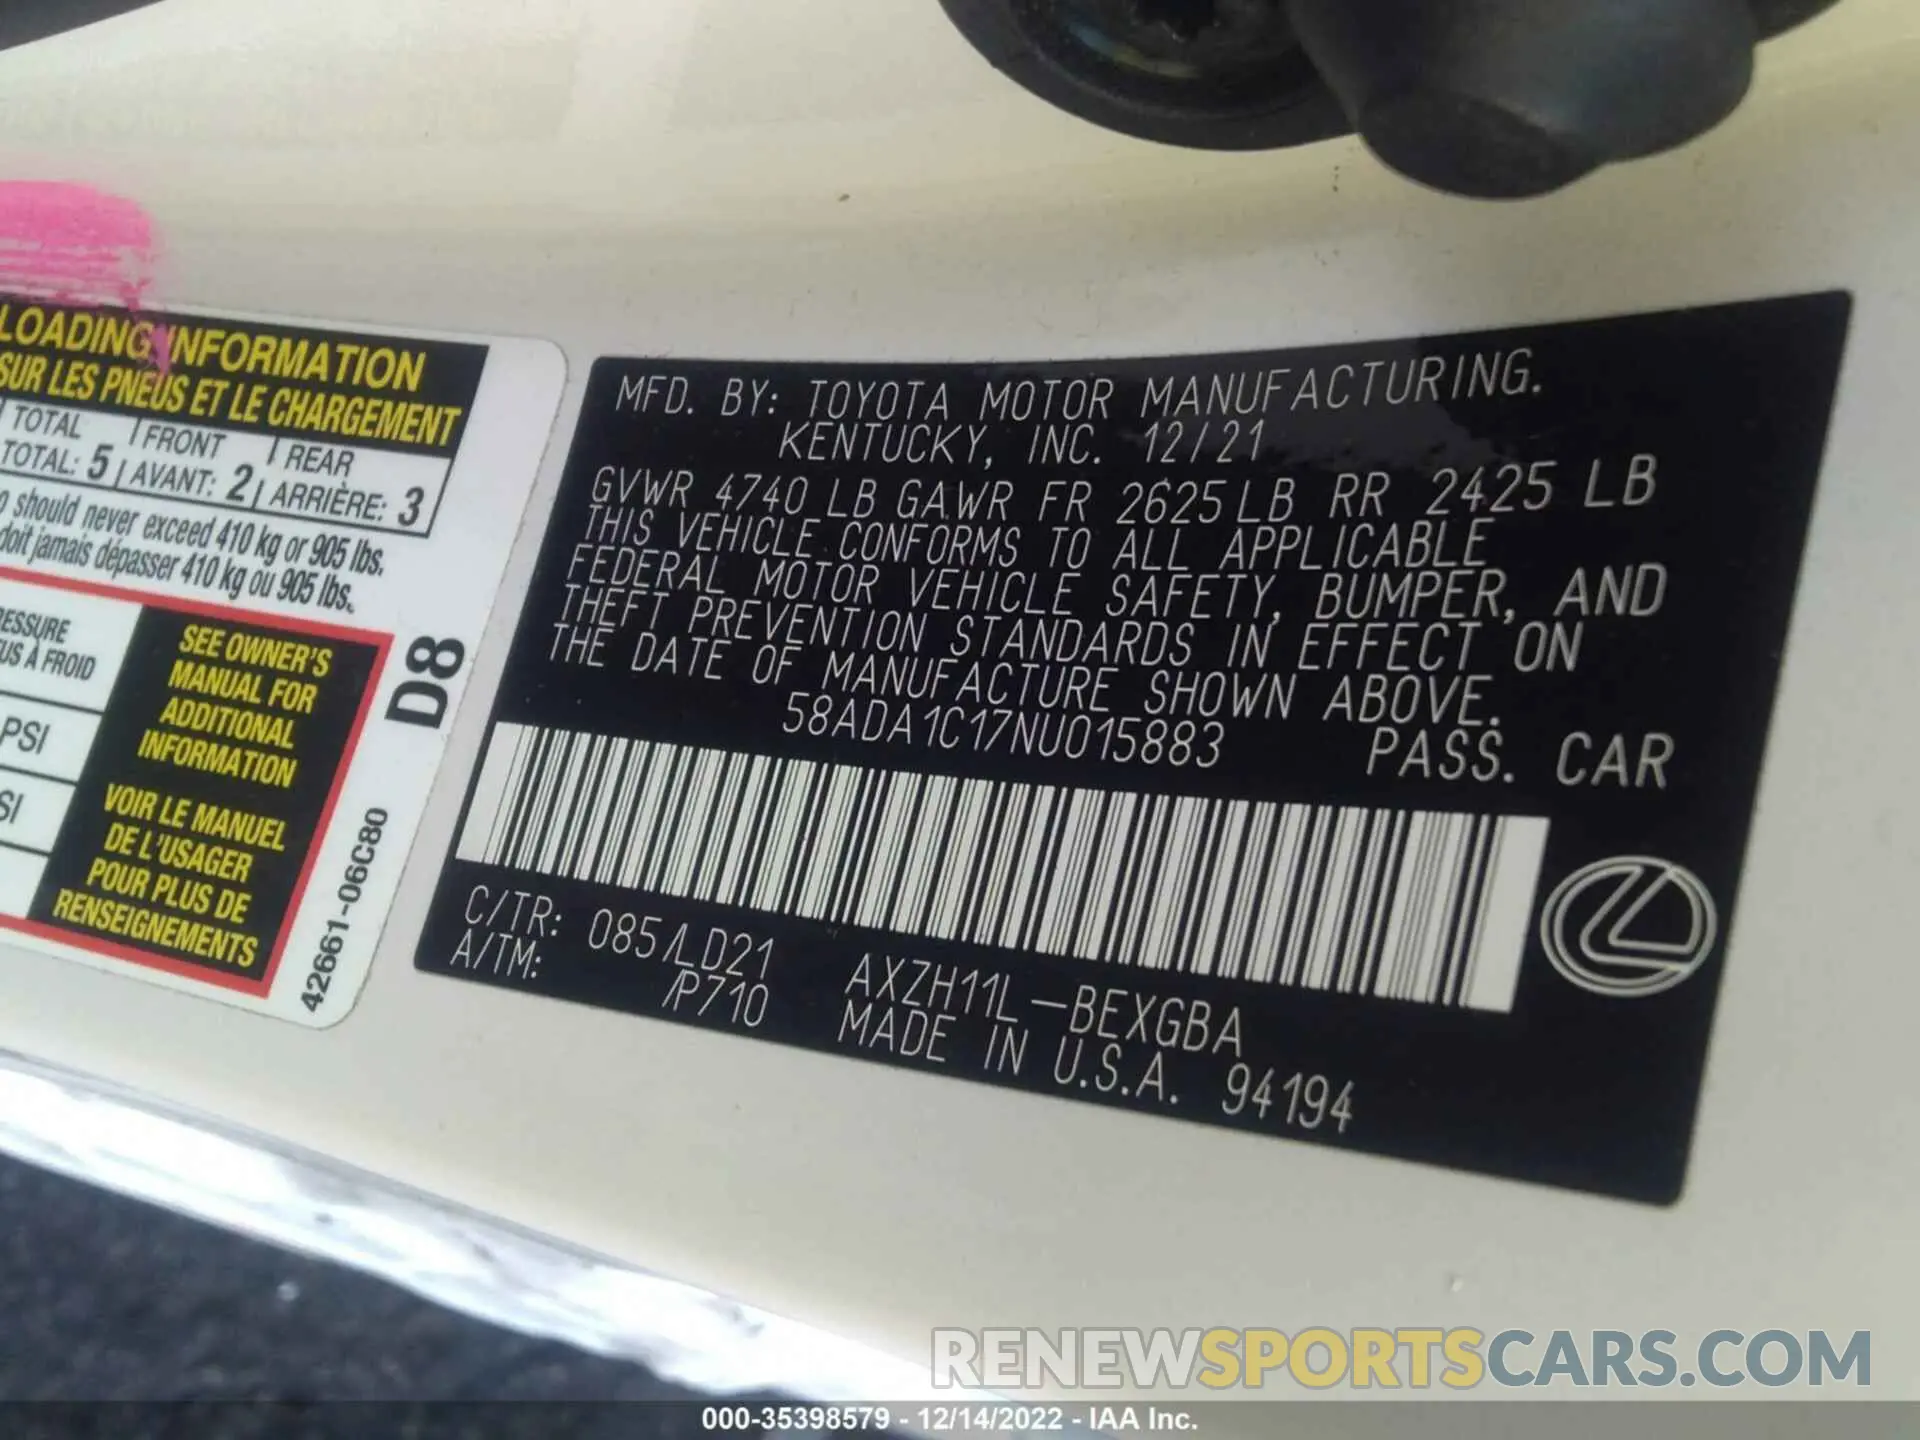 LOADING INFORMATION
SUR LES PNEUS ET LE CHARGEMENT
TOTAL FRONT REAR
TOTAL: 5 AVANT: 2 ARRIÈRE: 3
should never exceed 410 kg or 905 lbs.
doit jamais dépasser 410 kg ou 905 lbs.
À FROID
PSI
SEE OWNER'S
MANUAL FOR
ADDITIONAL
INFORMATION
VOIR LE MANUEL
DE L'USAGER
POUR PLUS DE
RENSEIGNEMENTS
D8
42661-06C80
MFD. BY: TOYOTA MOTOR MANUFACTURING.
KENTUCKY, INC. 12/21
GVWR 4740 LB GAWR FR 2625 LB RR 2425 LB
THIS VEHICLE CONFORMS TO ALL APPLICABLE
FEDERAL MOTOR VEHICLE SAFETY, BUMPER, AND
THEFT PREVENTION STANDARDS IN EFFECT ON
THE DATE OF MANUFACTURE SHOWN ABOVE.
58ADA1C17NU015883 PASS. CAR
C/TR: 085/LD21 AXZH11L-BEXGBA
A/TM: /P710 MADE IN U.S.A. 94194
RENEWSPORTSCARS.COM
000-35398579 - 12/14/2022 - IAA Inc.